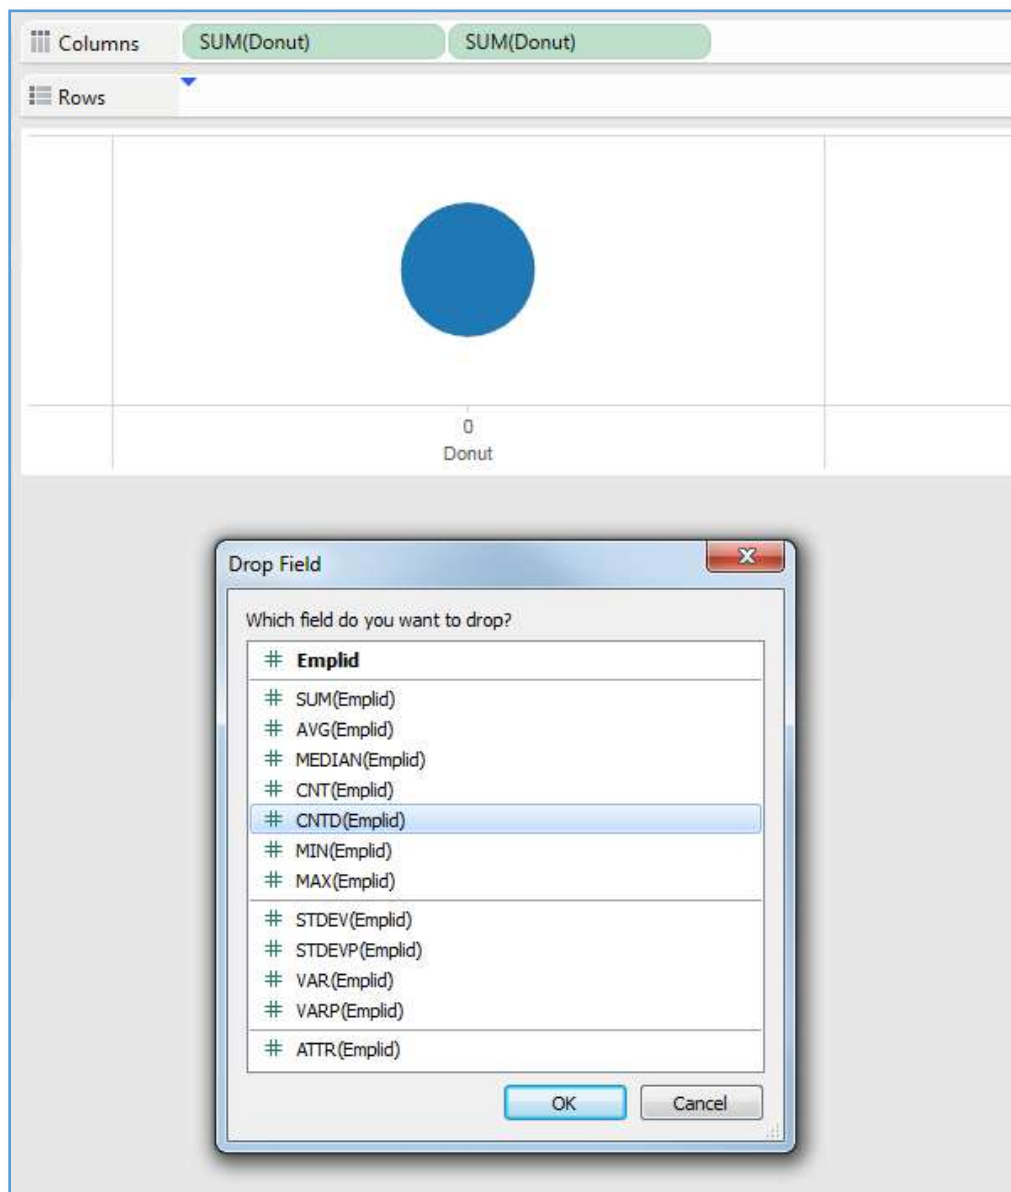 Columns SUM(Donut) SUM(Donut)
Rows
0
Donut
Drop Field
Which field do you want to drop?
Emplid
SUM(Emplid)
AVG(Emplid)
MEDIAN(Emplid)
CNT(Emplid)
CNTD(Emplid)
MIN(Emplid)
MAX(Emplid)
STDEV(Emplid)
STDEVP(Emplid)
VAR(Emplid)
VARP(Emplid)
ATTR(Emplid)
OK Cancel